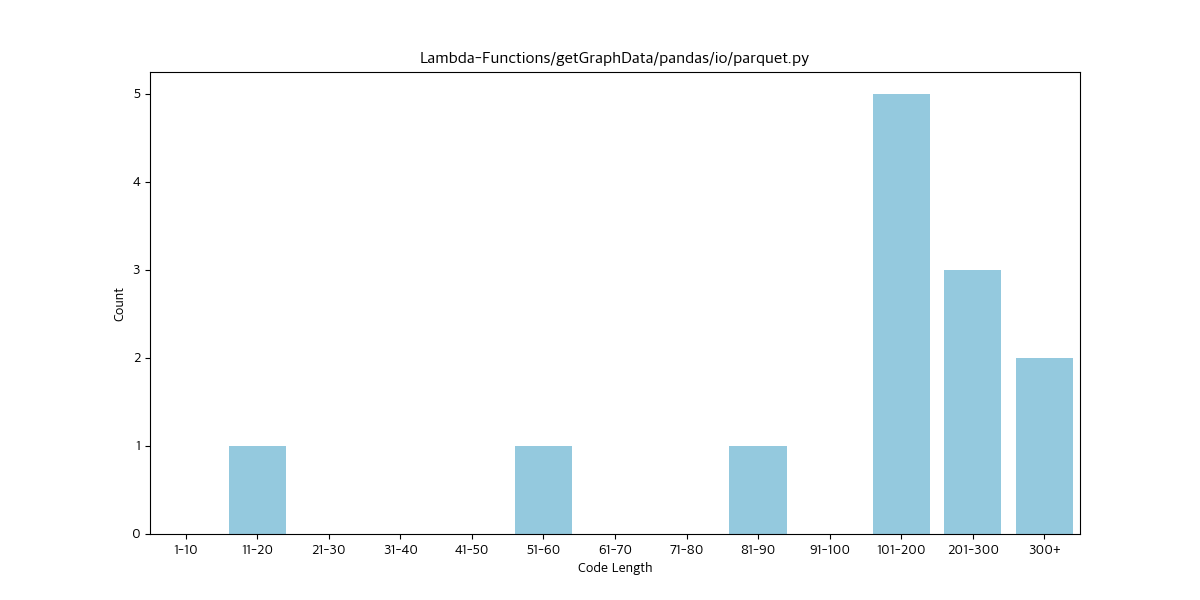 Lambda-Functions/getGraphData/pandas/io/parquet.py
5
4
3
2
1
0
Count
1-10 11-20 21-30 31-40 41-50 51-60 61-70 71-80 81-90 91-100 101-200 201-300 300+
Code Length